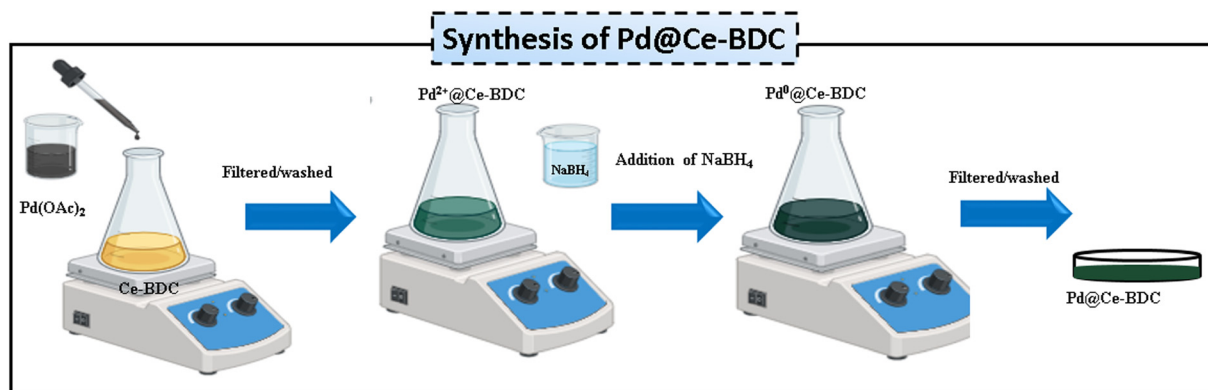 Synthesis of Pd@Ce-BDC
Pd(OAc)₂
Ce-BDC
Filtered/washed
Pd²⁺@Ce-BDC
NaBH₄
Addition of NaBH₄
Pd⁰@Ce-BDC
Filtered/washed
Pd@Ce-BDC